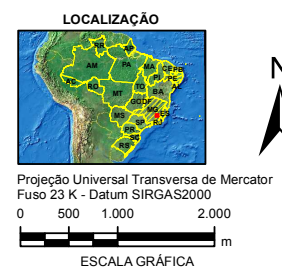 LOCALIZAÇÃO
RR AP
AM PA MA CE PB
PI PE
AC RO TO AL
MT BA
GO DF
MG
MS ES
SP RJ
PR
SC
RS
N
Projeção Universal Transversa de Mercator
Fuso 23 K - Datum SIRGAS2000
0 500 1.000 2.000
m
ESCALA GRÁFICA